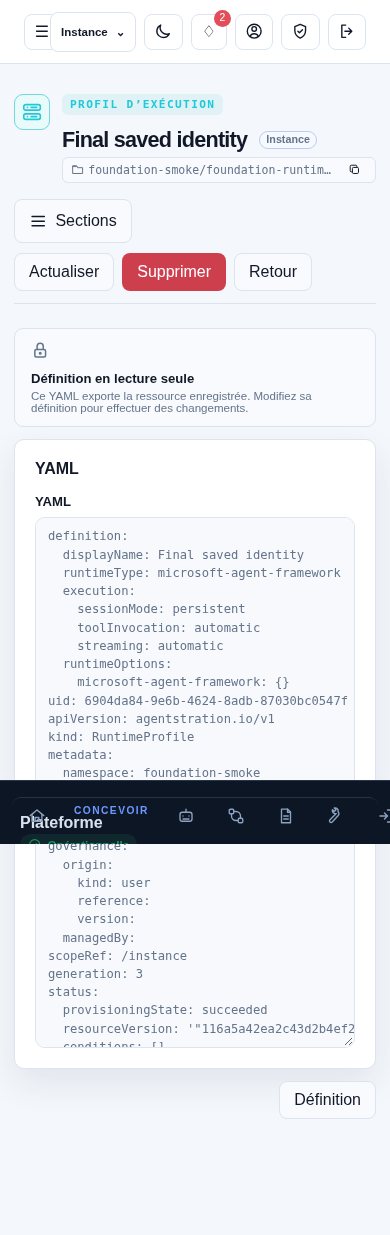 Instance
2
PROFIL D’EXÉCUTION
Final saved identity
Instance
foundation-smoke/foundation-runtim…
Sections
Actualiser
Supprimer
Retour
Définition en lecture seule
Ce YAML exporte la ressource enregistrée. Modifiez sa
définition pour effectuer des changements.
YAML
YAML
definition:
displayName: Final saved identity
runtimeType: microsoft-agent-framework
execution:
sessionMode: persistent
toolInvocation: automatic
streaming: automatic
runtimeOptions:
microsoft-agent-framework: {}
uid: 6904da84-9e6b-4624-8adb-87030bc0547f
apiVersion: agentstration.io/v1
kind: RuntimeProfile
metadata:
namespace: foundation-smoke
CONCEVOIR
Plateforme
governance:
origin:
kind: user
reference:
version:
managedBy:
scopeRef: /instance
generation: 3
status:
provisioningState: succeeded
resourceVersion: '"116a5a42ea2c43d2b4ef2
conditions: []
Définition